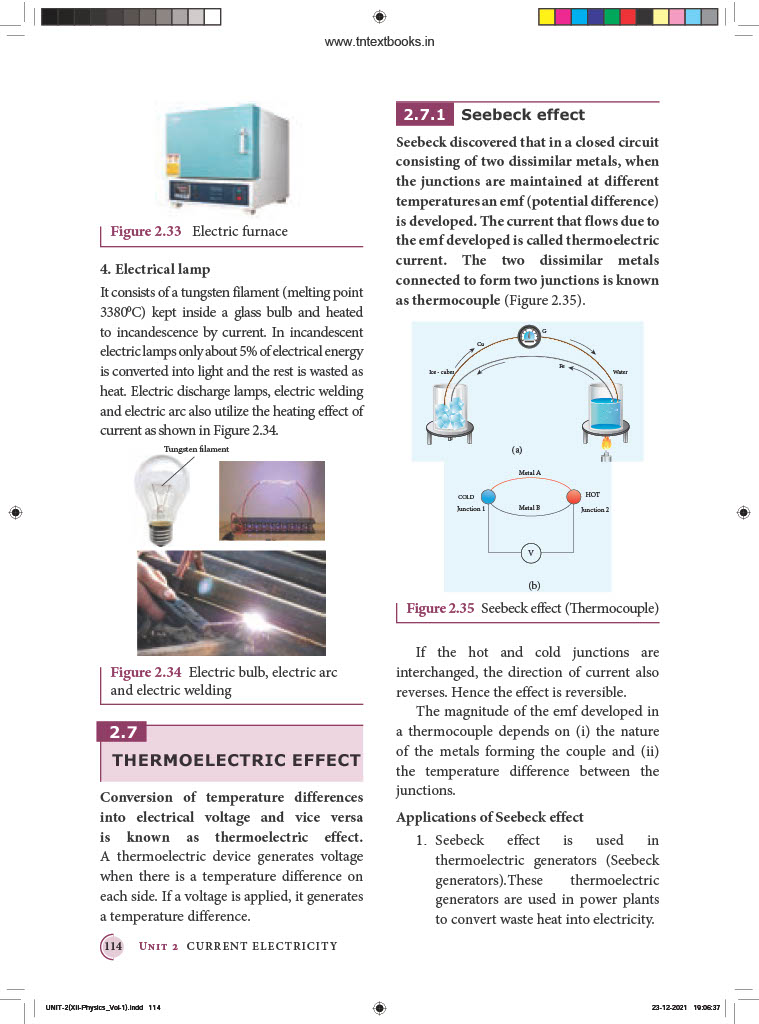 www.tntextbooks.in
Figure 2.33 Electric furnace
4. Electrical lamp
It consists of a tungsten filament (melting point
3380⁰C) kept inside a glass bulb and heated
to incandescence by current. In incandescent
electric lamps only about 5% of electrical energy
is converted into light and the rest is wasted as
heat. Electric discharge lamps, electric welding
and electric arc also utilize the heating effect of
current as shown in Figure 2.34.
Tungsten filament
Figure 2.34 Electric bulb, electric arc
and electric welding
2.7
THERMOELECTRIC EFFECT
Conversion of temperature differences
into electrical voltage and vice versa
is known as thermoelectric effect.
A thermoelectric device generates voltage
when there is a temperature difference on
each side. If a voltage is applied, it generates
a temperature difference.
2.7.1 Seebeck effect
Seebeck discovered that in a closed circuit
consisting of two dissimilar metals, when
the junctions are maintained at different
temperatures an emf (potential difference)
is developed. The current that flows due to
the emf developed is called thermoelectric
current. The two dissimilar metals
connected to form two junctions is known
as thermocouple (Figure 2.35).
G
Cu
Fe
Ice - cubes
Water
(a)
Metal A
COLD
HOT
Junction 1
Metal B
Junction 2
V
(b)
Figure 2.35 Seebeck effect (Thermocouple)
If the hot and cold junctions are
interchanged, the direction of current also
reverses. Hence the effect is reversible.
The magnitude of the emf developed in
a thermocouple depends on (i) the nature
of the metals forming the couple and (ii)
the temperature difference between the
junctions.
Applications of Seebeck effect
1. Seebeck effect is used in
thermoelectric generators (Seebeck
generators).These thermoelectric
generators are used in power plants
to convert waste heat into electricity.
114 UNIT 2 CURRENT ELECTRICITY
UNIT-2(XII-Physics_Vol-1).indd 114
23-12-2021 19:06:37